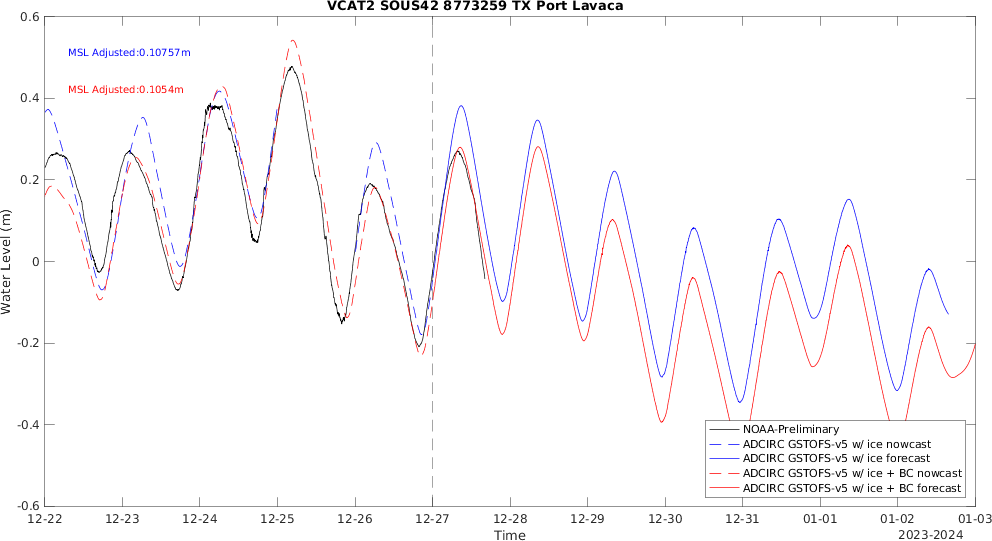 VCAT2 SOUS42 8773259 TX Port Lavaca
0.6
0.4
0.2
0
-0.2
-0.4
-0.6
Water Level (m)
MSL Adjusted:0.10757m
MSL Adjusted:0.1054m
NOAA-Preliminary
ADCIRC GSTOFS-v5 w/ ice nowcast
ADCIRC GSTOFS-v5 w/ ice forecast
ADCIRC GSTOFS-v5 w/ ice + BC nowcast
ADCIRC GSTOFS-v5 w/ ice + BC forecast
12-22 12-23 12-24 12-25 12-26 12-27 12-28 12-29 12-30 12-31 01-01 01-02 01-03
Time
2023-2024